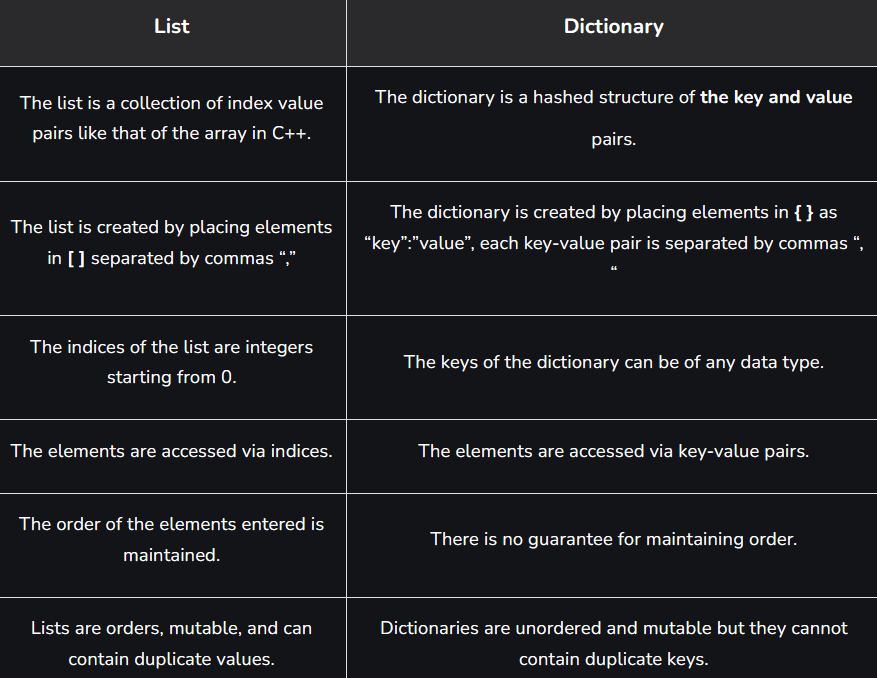 List
Dictionary
The list is a collection of index value
pairs like that of the array in C++.
The dictionary is a hashed structure of the key and value
pairs.
The list is created by placing elements
in [ ] separated by commas “,”
The dictionary is created by placing elements in { } as
“key”:”value”, each key-value pair is separated by commas “,
“
The indices of the list are integers
starting from 0.
The keys of the dictionary can be of any data type.
The elements are accessed via indices.
The elements are accessed via key-value pairs.
The order of the elements entered is
maintained.
There is no guarantee for maintaining order.
Lists are orders, mutable, and can
contain duplicate values.
Dictionaries are unordered and mutable but they cannot
contain duplicate keys.